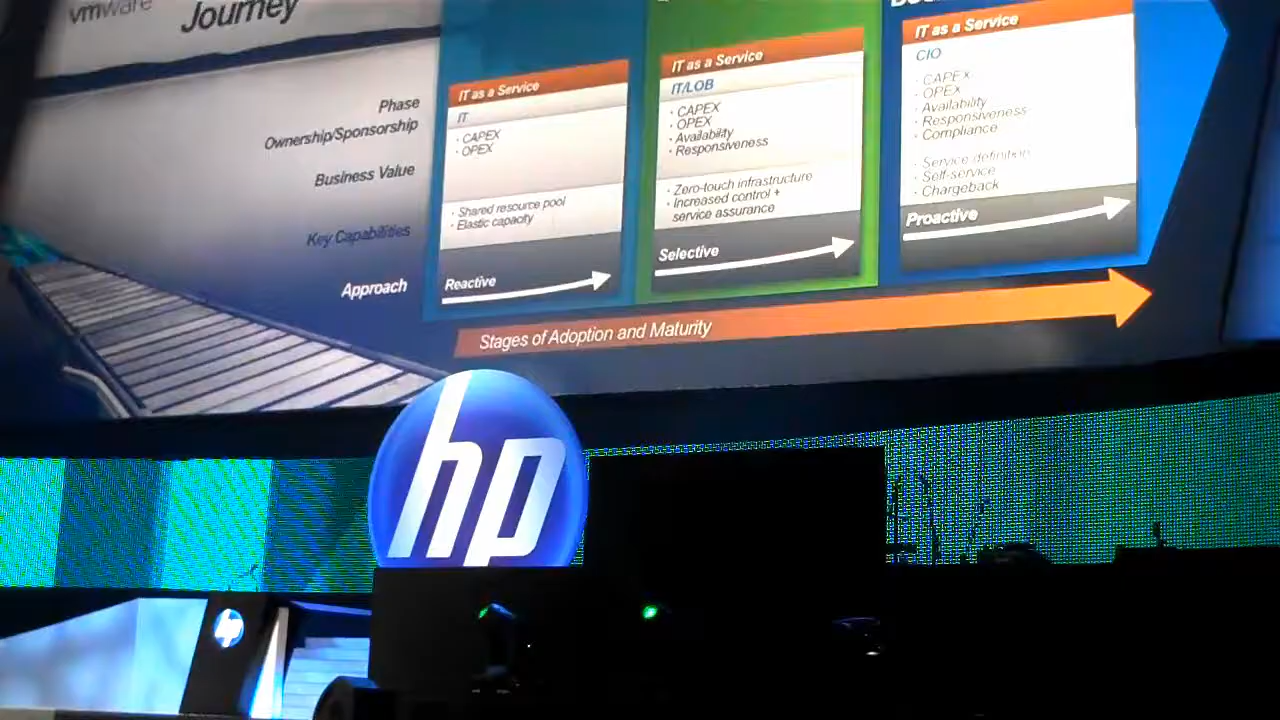 vmware
Journey
Phase
Ownership/Sponsorship
Business Value
Key Capabilities
Approach
IT as a Service
IT
· CAPEX
· OPEX
· Shared resource pool
· Elastic capacity
Reactive
IT as a Service
IT/LOB
· CAPEX
· OPEX
· Availability
· Responsiveness
· Zero-touch infrastructure
· Increased control +
service assurance
Selective
IT as a Service
CIO
· CAPEX
· OPEX
· Availability
· Responsiveness
· Compliance
· Service definition
· Self-service
· Chargeback
Proactive
Stages of Adoption and Maturity
hp
hp